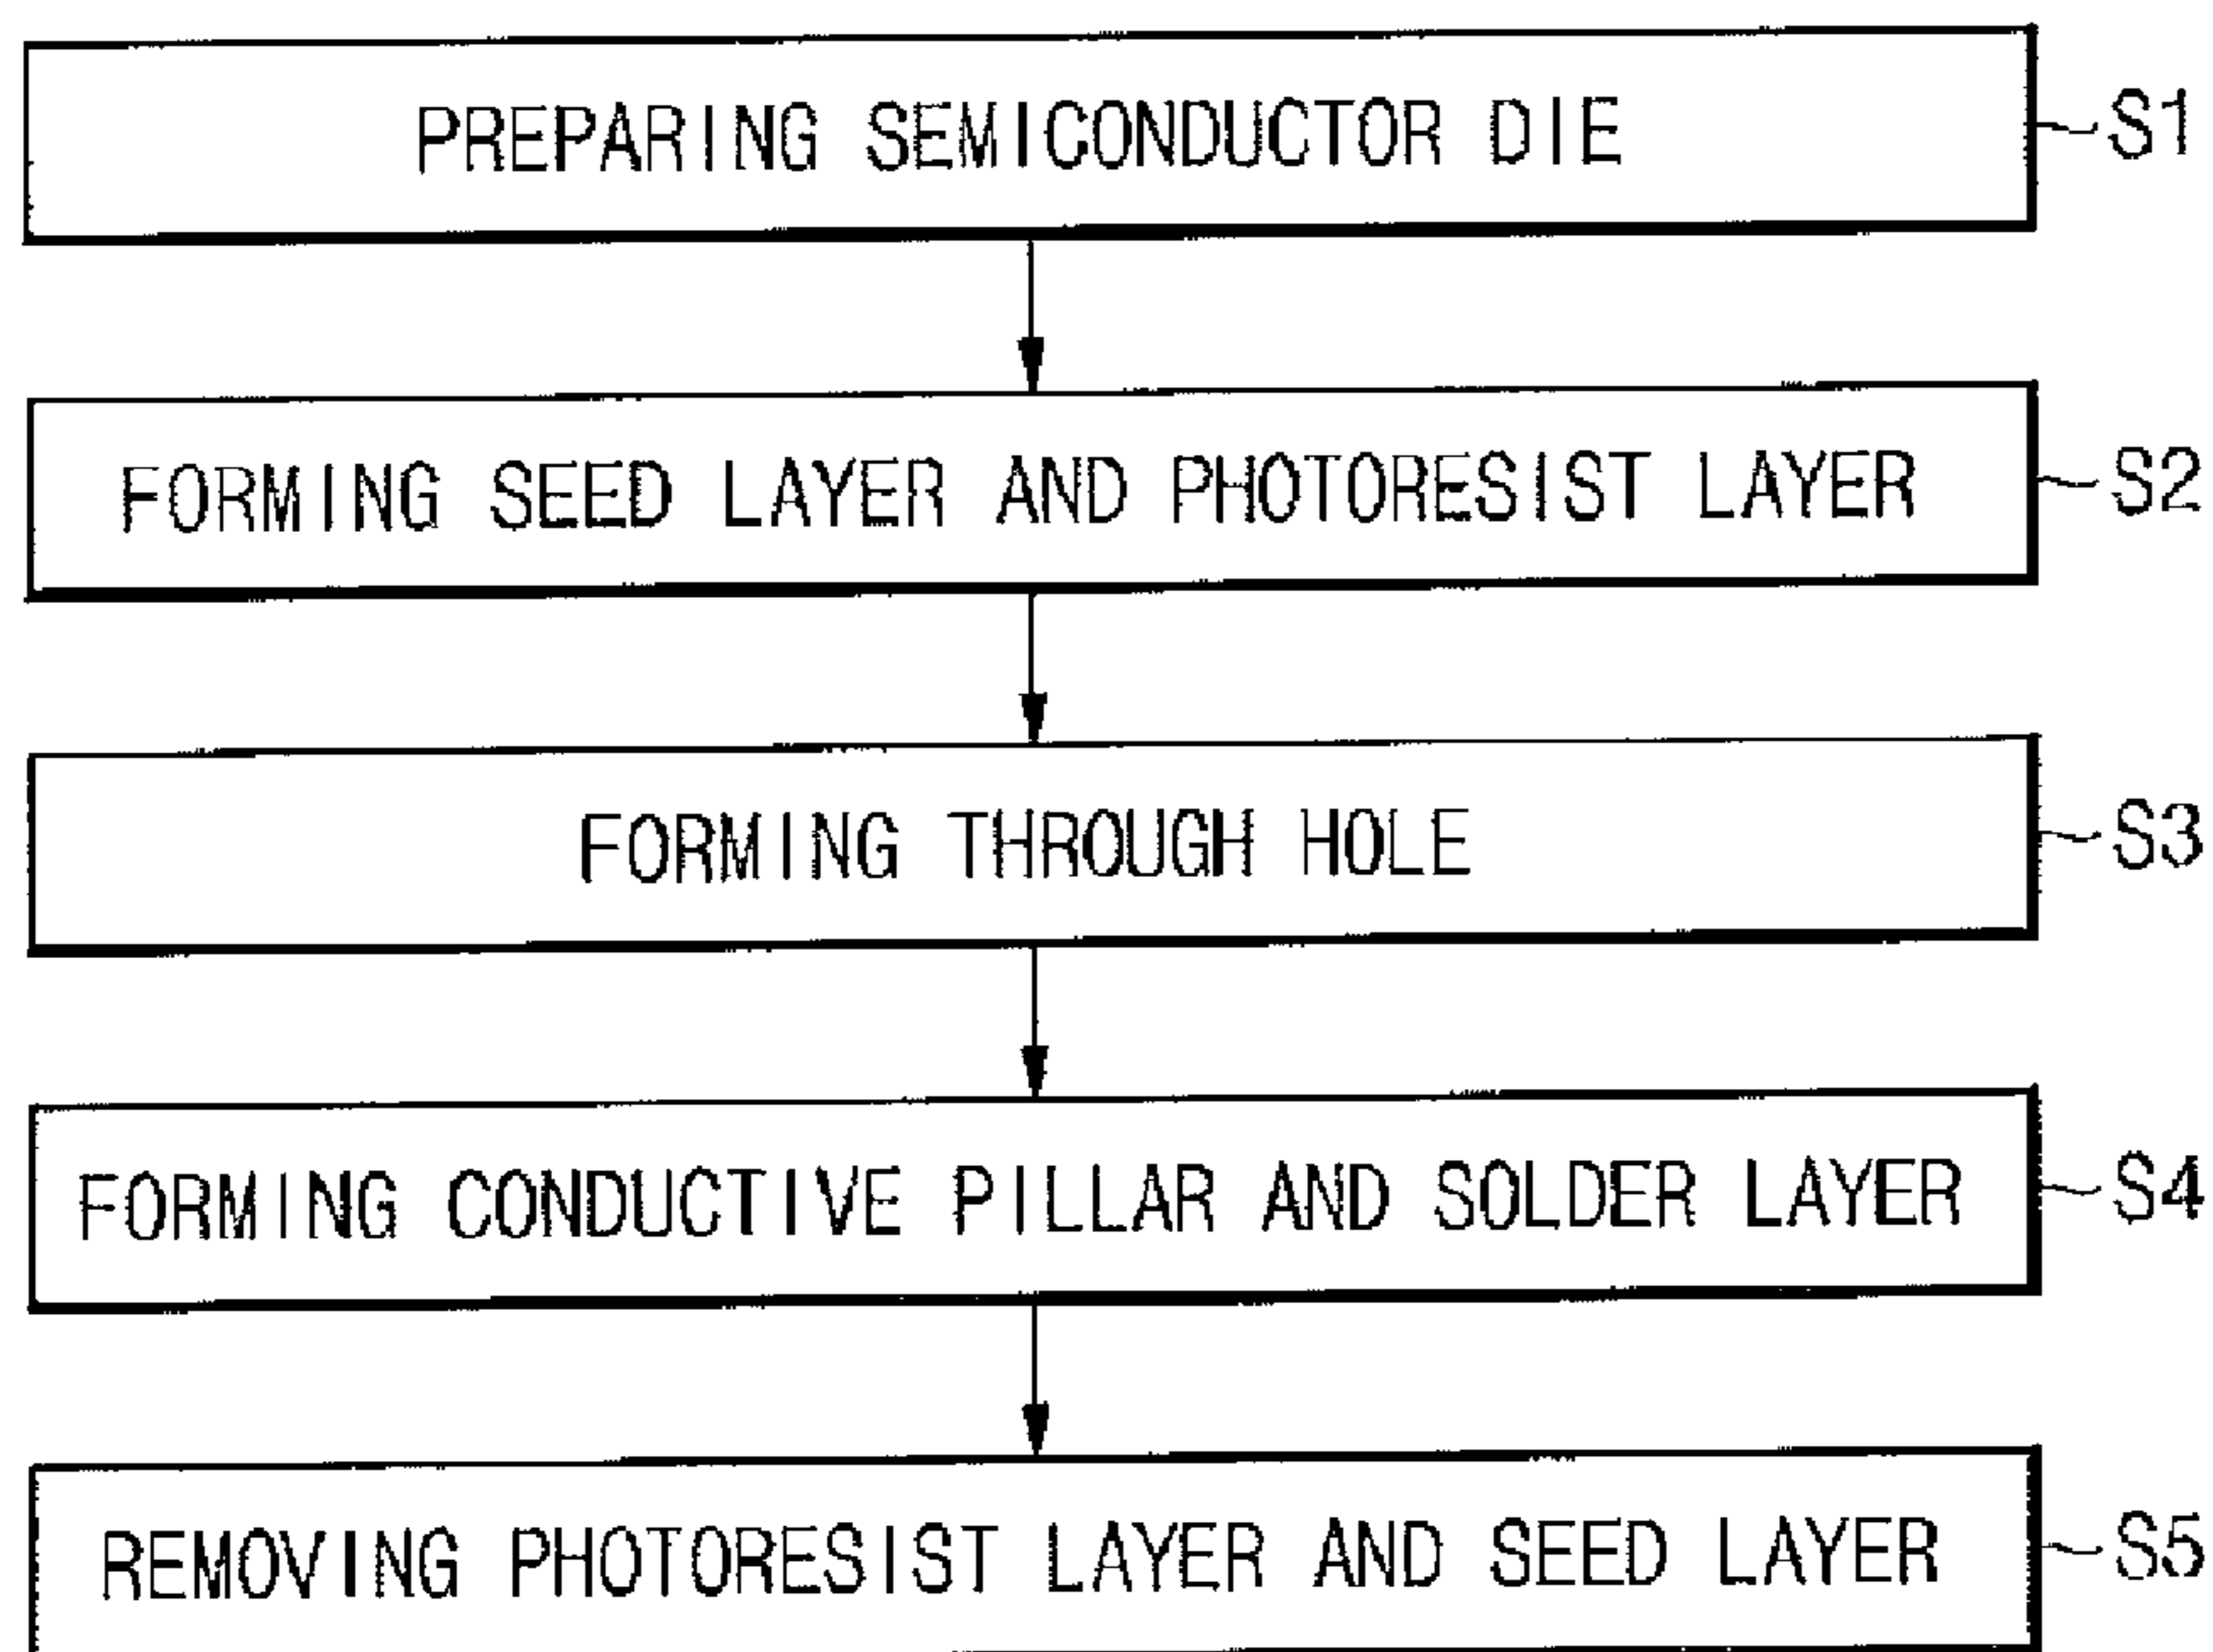 PREPARING SEMICONDUCTOR DIE S1
FORMING SEED LAYER AND PHOTORESIST LAYER S2
FORMING THROUGH HOLE S3
FORMING CONDUCTIVE PILLAR AND SOLDER LAYER S4
REMOVING PHOTORESIST LAYER AND SEED LAYER S5